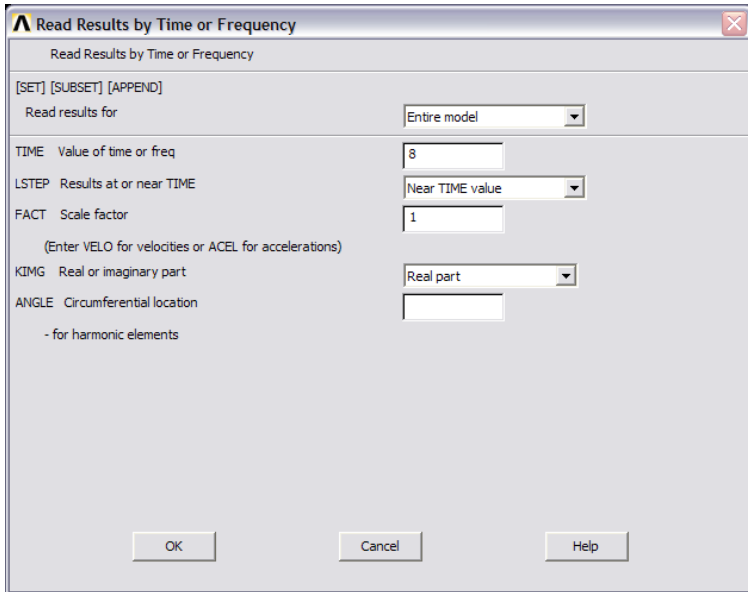 Read Results by Time or Frequency
Read Results by Time or Frequency
[SET] [SUBSET] [APPEND]
Read results for Entire model
TIME Value of time or freq 8
LSTEP Results at or near TIME Near TIME value
FACT Scale factor 1
(Enter VELO for velocities or ACEL for accelerations)
KIMG Real or imaginary part Real part
ANGLE Circumferential location
- for harmonic elements
OK Cancel Help